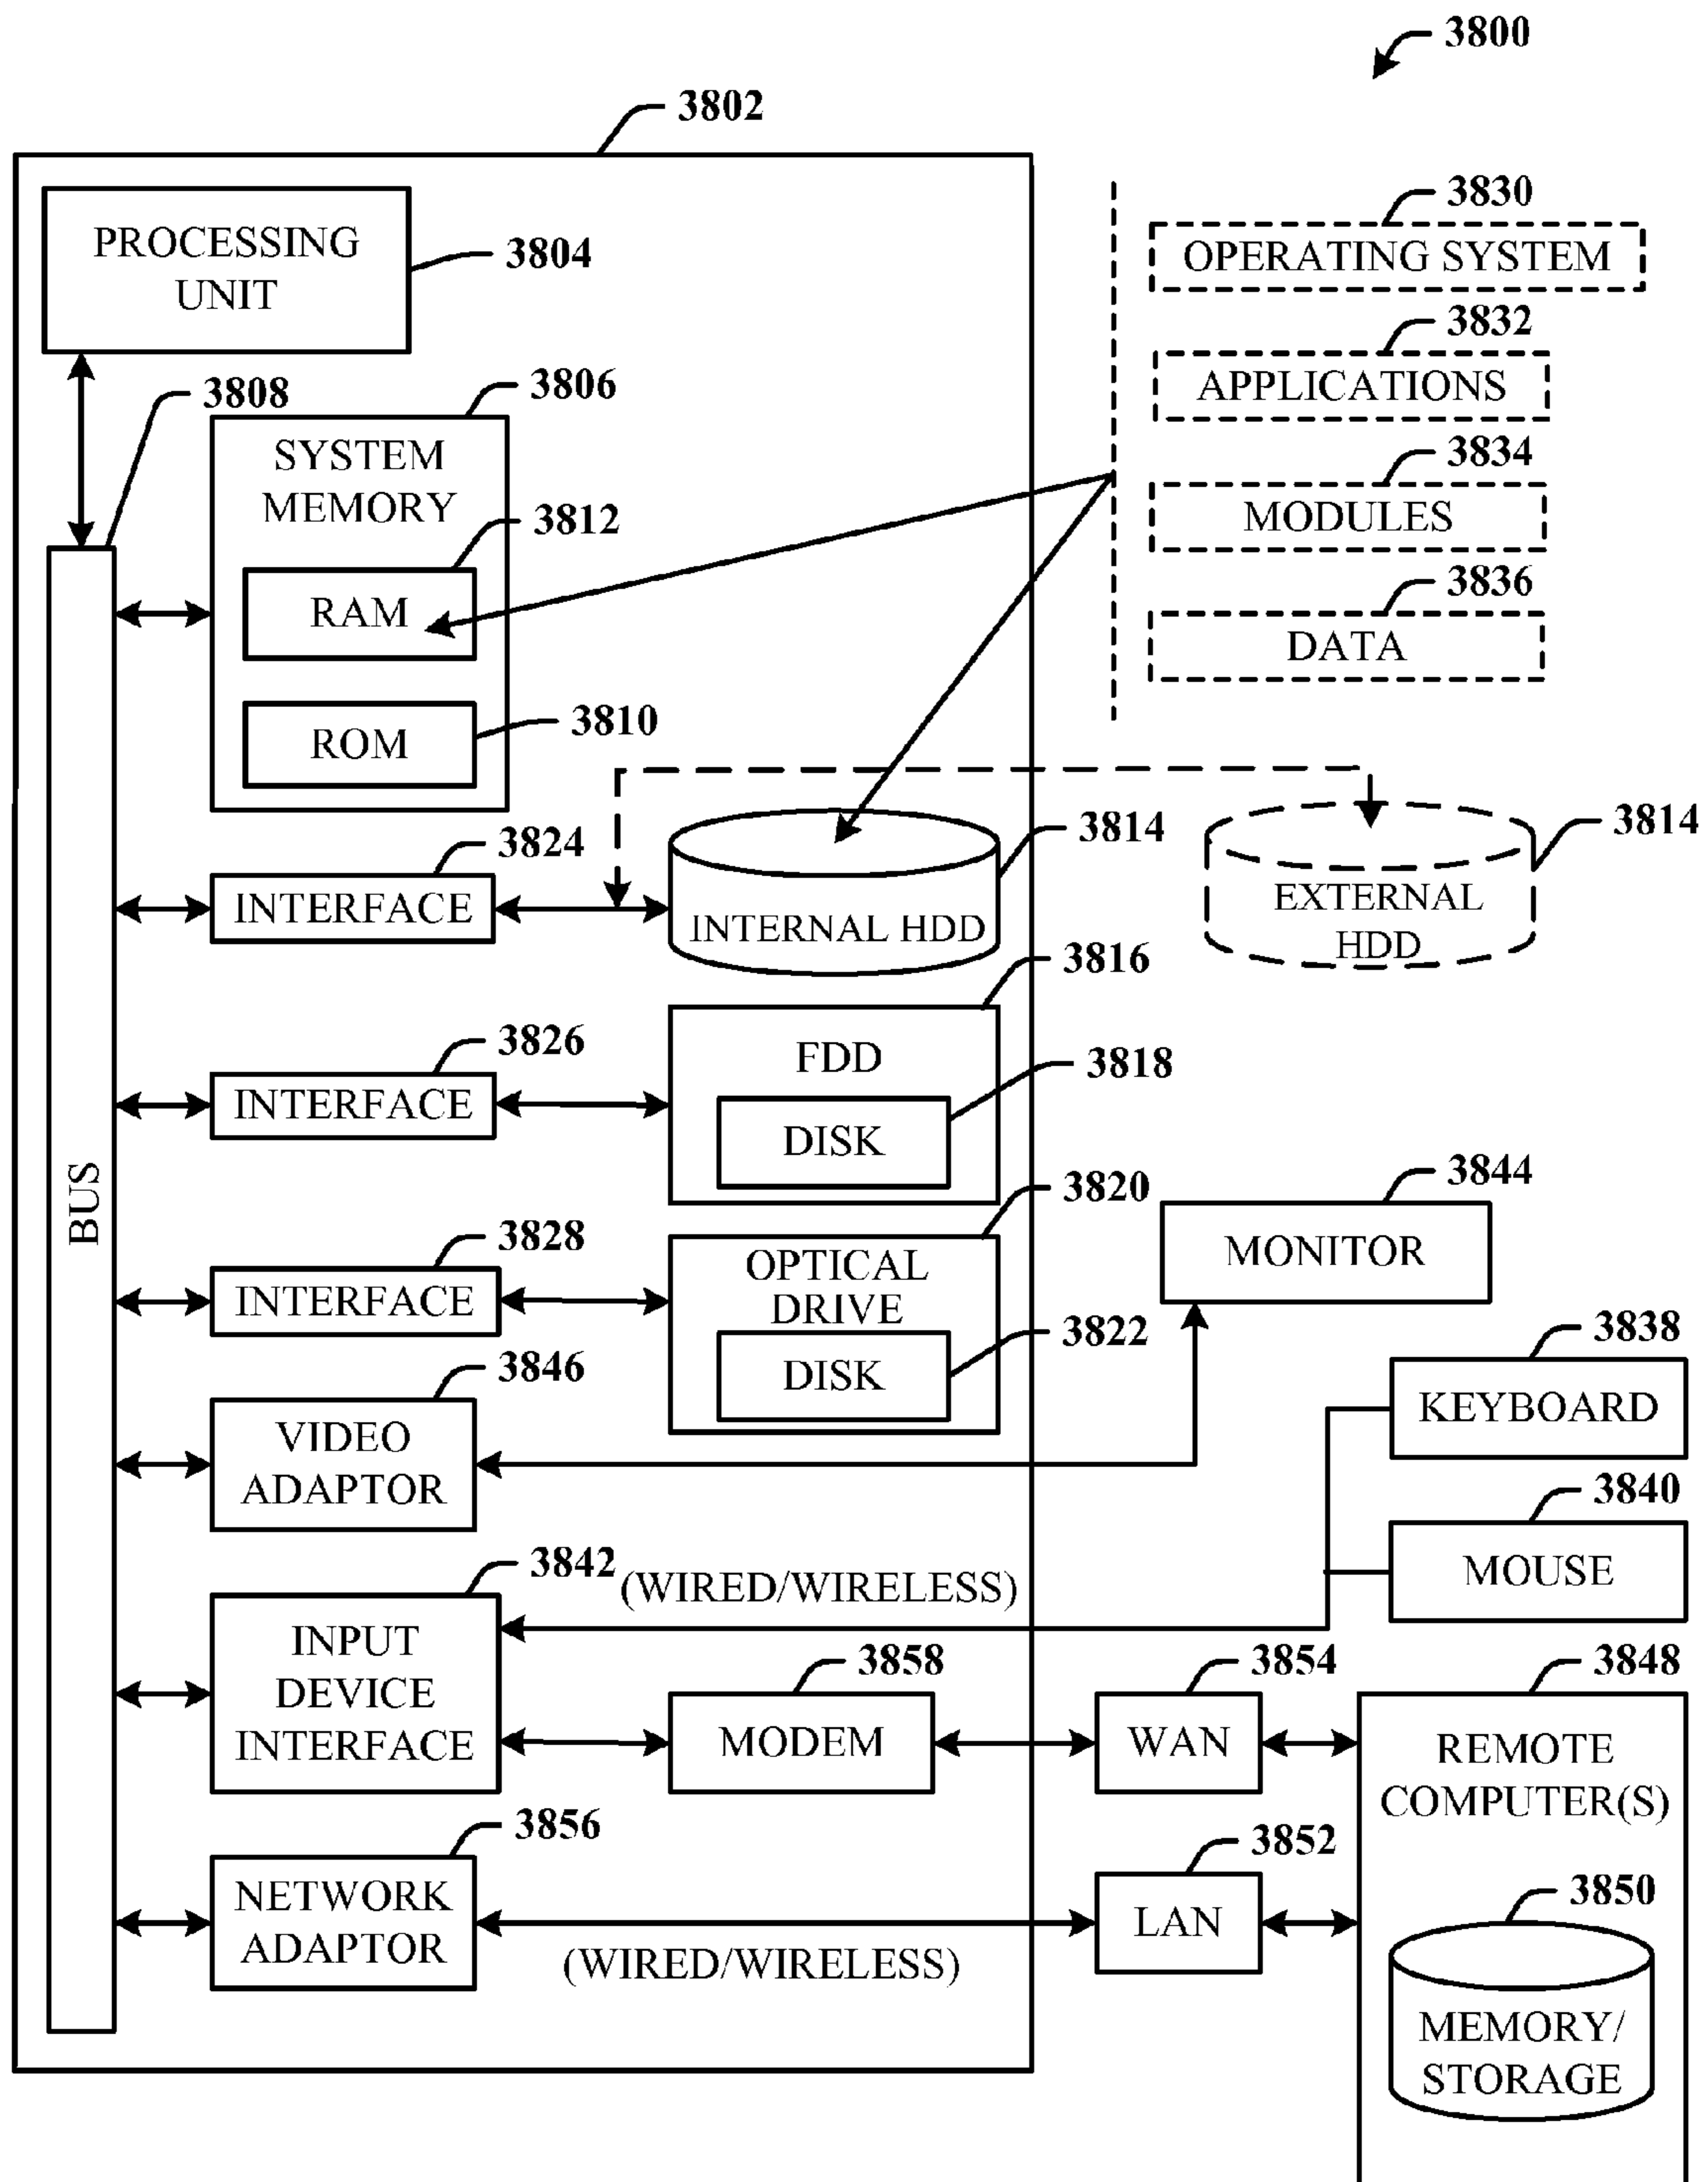 3800
3802
PROCESSING
UNIT
3804
3830
OPERATING SYSTEM
3832
APPLICATIONS
3834
MODULES
3836
DATA
3808
3806
SYSTEM
MEMORY
3812
RAM
3810
ROM
BUS
3824
INTERFACE
3814
INTERNAL HDD
3814
EXTERNAL
HDD
3826
INTERFACE
3816
FDD
3818
DISK
3828
INTERFACE
3820
OPTICAL
DRIVE
3822
DISK
3844
MONITOR
3846
VIDEO
ADAPTOR
3838
KEYBOARD
3840
MOUSE
3842
(WIRED/WIRELESS)
INPUT
DEVICE
INTERFACE
3858
MODEM
3854
WAN
3848
REMOTE
COMPUTER(S)
3856
NETWORK
ADAPTOR
(WIRED/WIRELESS)
3852
LAN
3850
MEMORY/
STORAGE